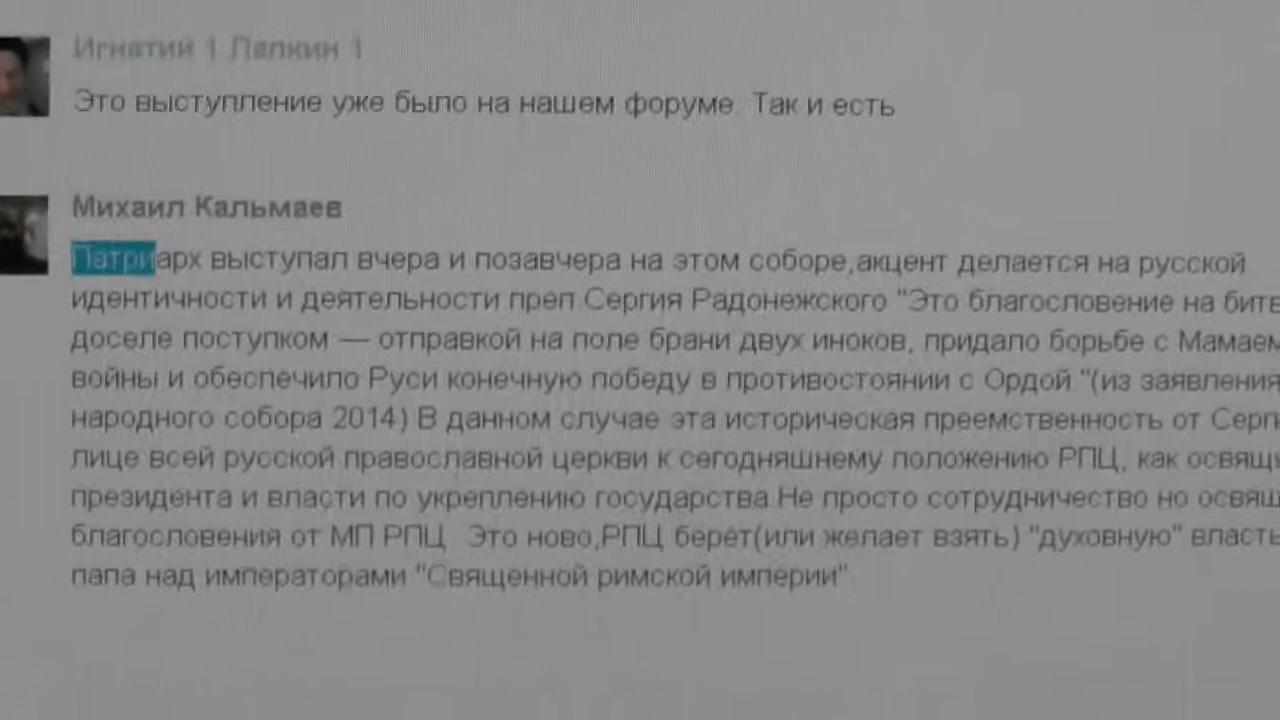 Игнатий 1 Лапкин 1
Это выступление уже было на нашем форуме. Так и есть
Михаил Кальмаев
Патриарх выступал вчера и позавчера на этом соборе,акцент делается на русской
идентичности и деятельности преп Сергия Радонежского "Это благословение на битв
доселе поступком — отправкой на поле брани двух иноков, придало борьбе с Мамаем
войны и обеспечило Руси конечную победу в противостоянии с Ордой "(из заявления
народного собора 2014) В данном случае эта историческая преемственность от Серги
лице всей русской православной церкви к сегодняшнему положению РПЦ, как освящ
президента и власти по укреплению государства.Не просто сотрудничество но освящ
благословения от МП РПЦ Это ново,РПЦ берёт(или желает взять) "духовную" власть
папа над императорами "Священной римской империи"